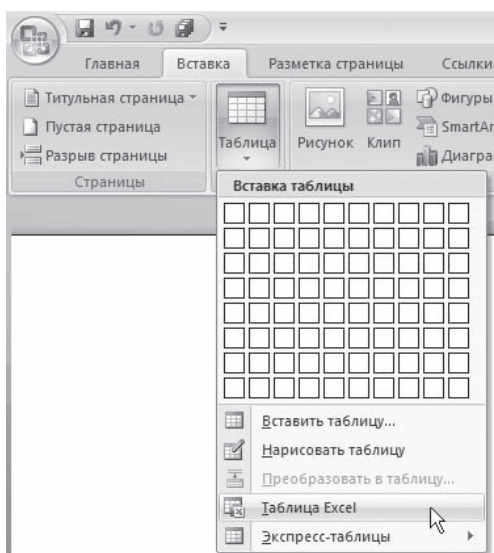 Главная Вставка Разметка страницы Ссылки
Титульная страница
Пустая страница
Разрыв страницы
Страницы
Таблица
Рисунок
Клип
Фигуры
SmartAr
Диагра
Вставка таблицы
Вставить таблицу...
Нарисовать таблицу
Преобразовать в таблицу...
Таблица Excel
Экспресс-таблицы